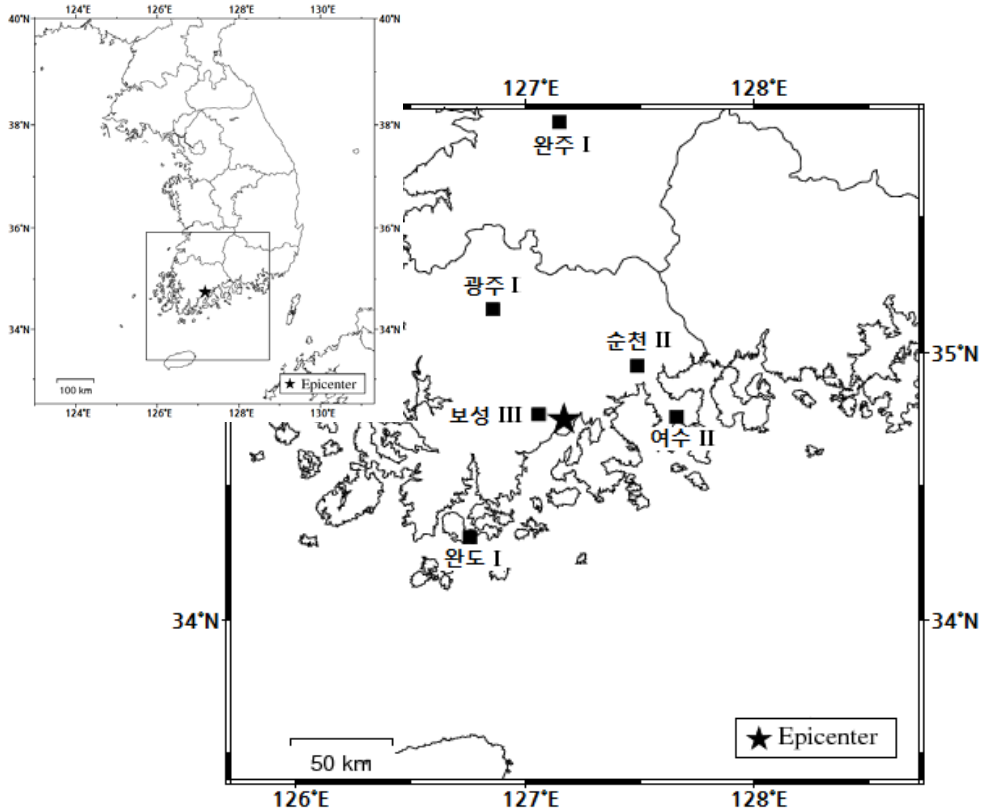 124°E 126°E 128°E 130°E
40°N 40°N
38°N 38°N
36°N 36°N
34°N 34°N
100 km
★ Epicenter
124°E 126°E 128°E 130°E
127°E 128°E
완주 I
광주 I
순천 II
35°N
보성 III
여수 II
완도 I
34°N 34°N
50 km
★ Epicenter
126°E 127°E 128°E